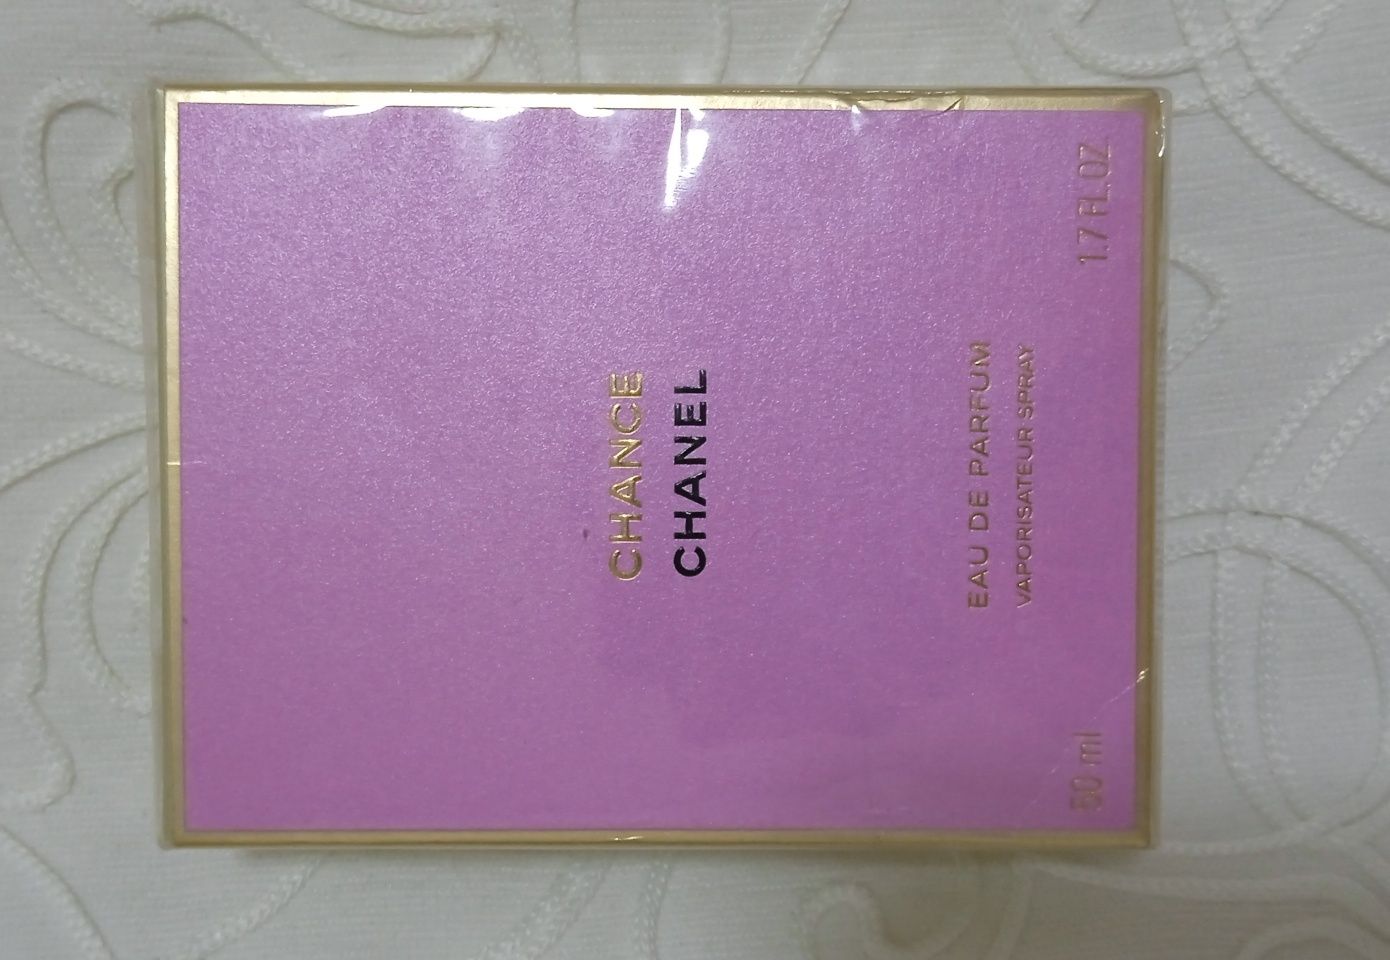 CHANCE
CHANEL
EAU DE PARFUM
VAPORISATEUR SPRAY
50 ml 1.7 FL.OZ.